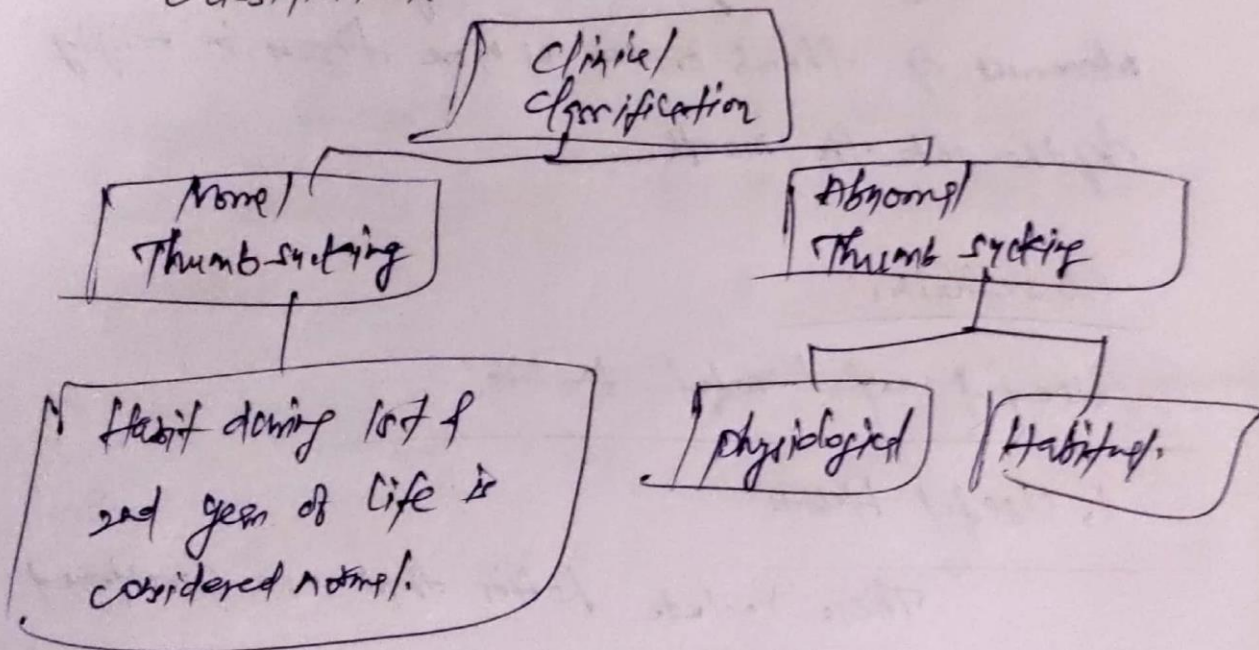 Clinical
Classification
Normal
Thumb sucking
Abnormal
Thumb sucking
Habit during 1st &
2nd year of life is
considered normal.
physiological
Habitual.